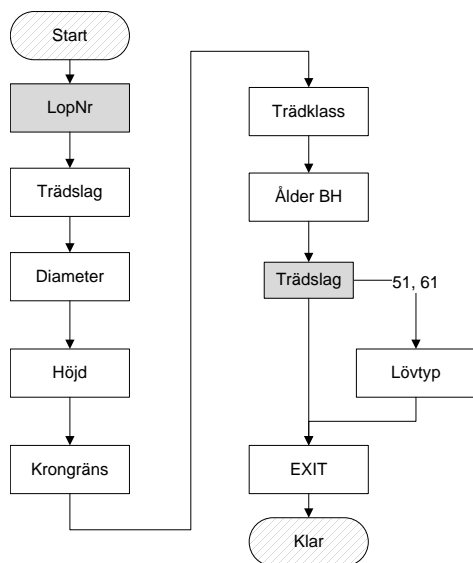 Start
LopNr
Trädslag
Diameter
Höjd
Krongräns
Trädklass
Ålder BH
Trädslag
51, 61
Lövtyp
EXIT
Klar